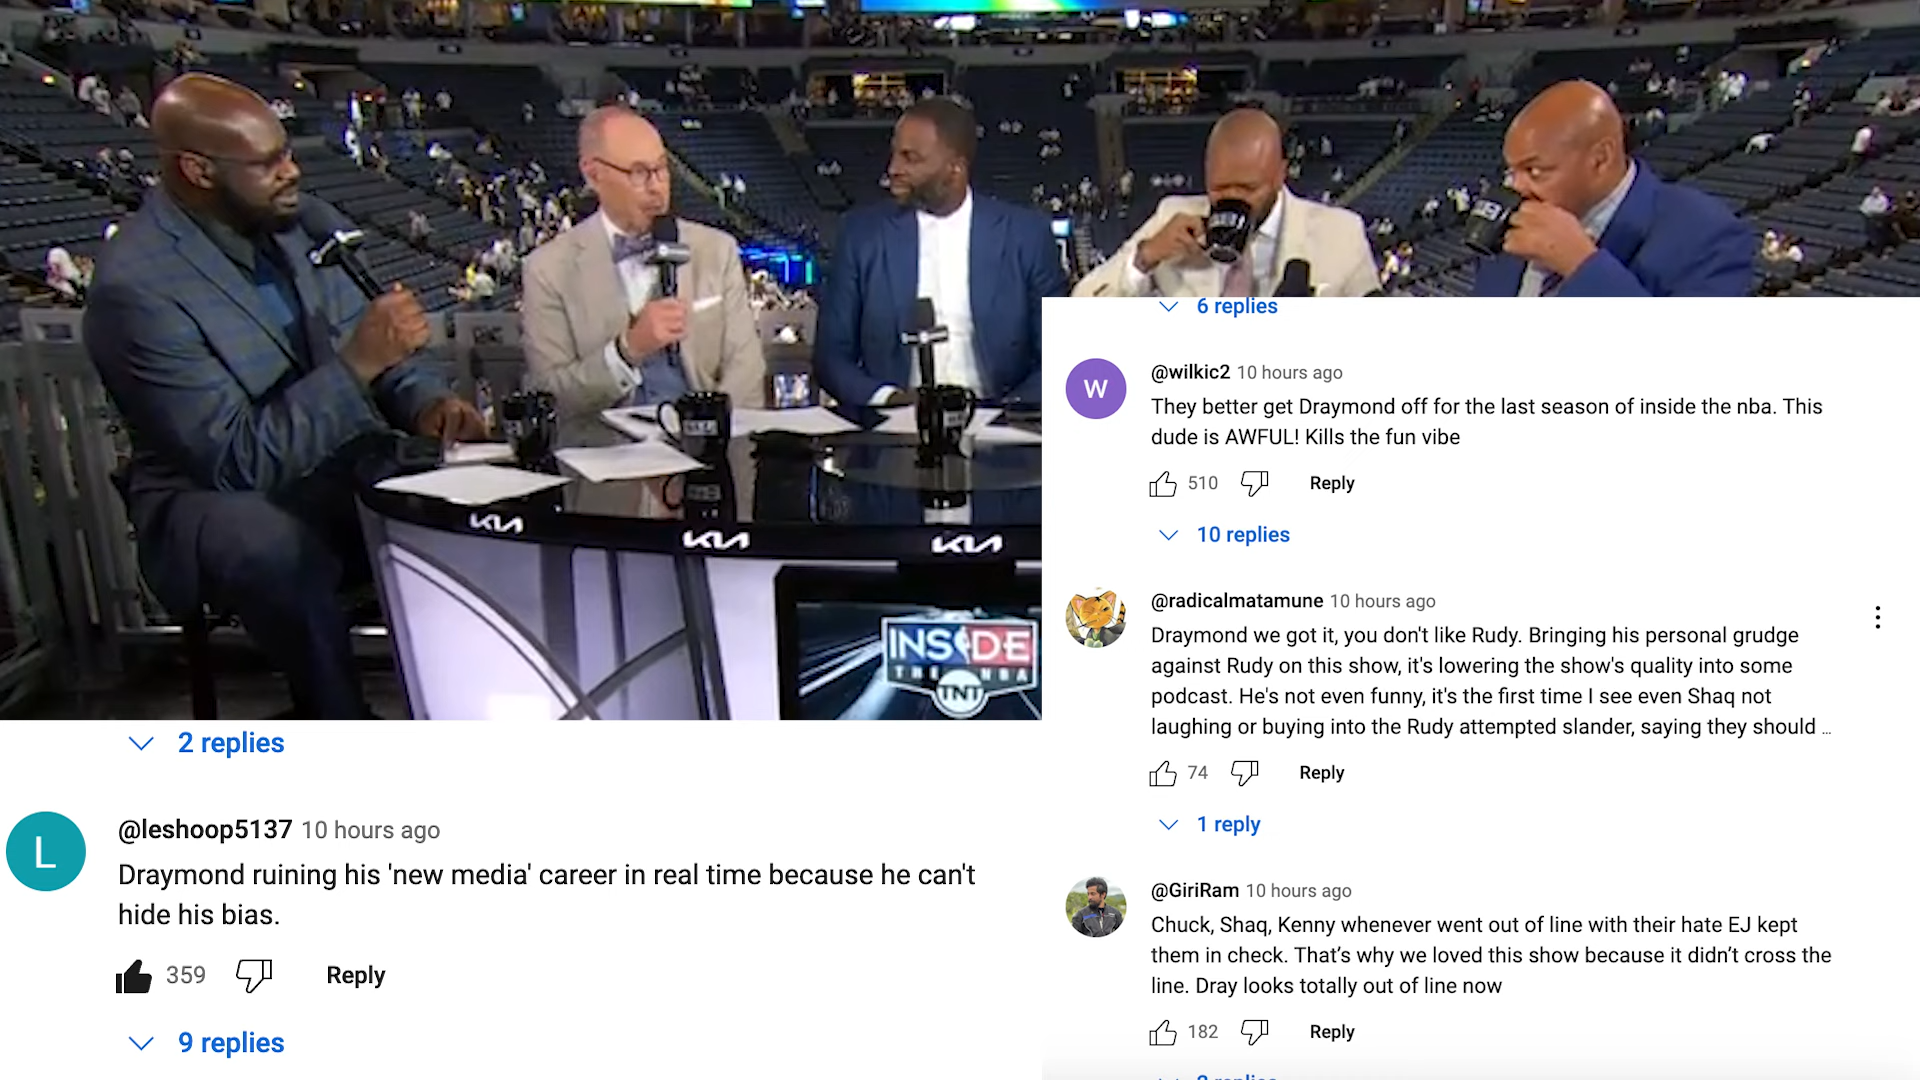 KIA
KIA
KIA
INSIDE
THE NBA
TNT
2 replies
L
@leshoop5137 10 hours ago
Draymond ruining his 'new media' career in real time because he can't
hide his bias.
359
Reply
9 replies
6 replies
W
@wilkic2 10 hours ago
They better get Draymond off for the last season of inside the nba. This
dude is AWFUL! Kills the fun vibe
510
Reply
10 replies
@radicalmatamune 10 hours ago
Draymond we got it, you don't like Rudy. Bringing his personal grudge
against Rudy on this show, it's lowering the show's quality into some
podcast. He's not even funny, it's the first time I see even Shaq not
laughing or buying into the Rudy attempted slander, saying they should ...
74
Reply
1 reply
@GiriRam 10 hours ago
Chuck, Shaq, Kenny whenever went out of line with their hate EJ kept
them in check. That’s why we loved this show because it didn’t cross the
line. Dray looks totally out of line now
182
Reply